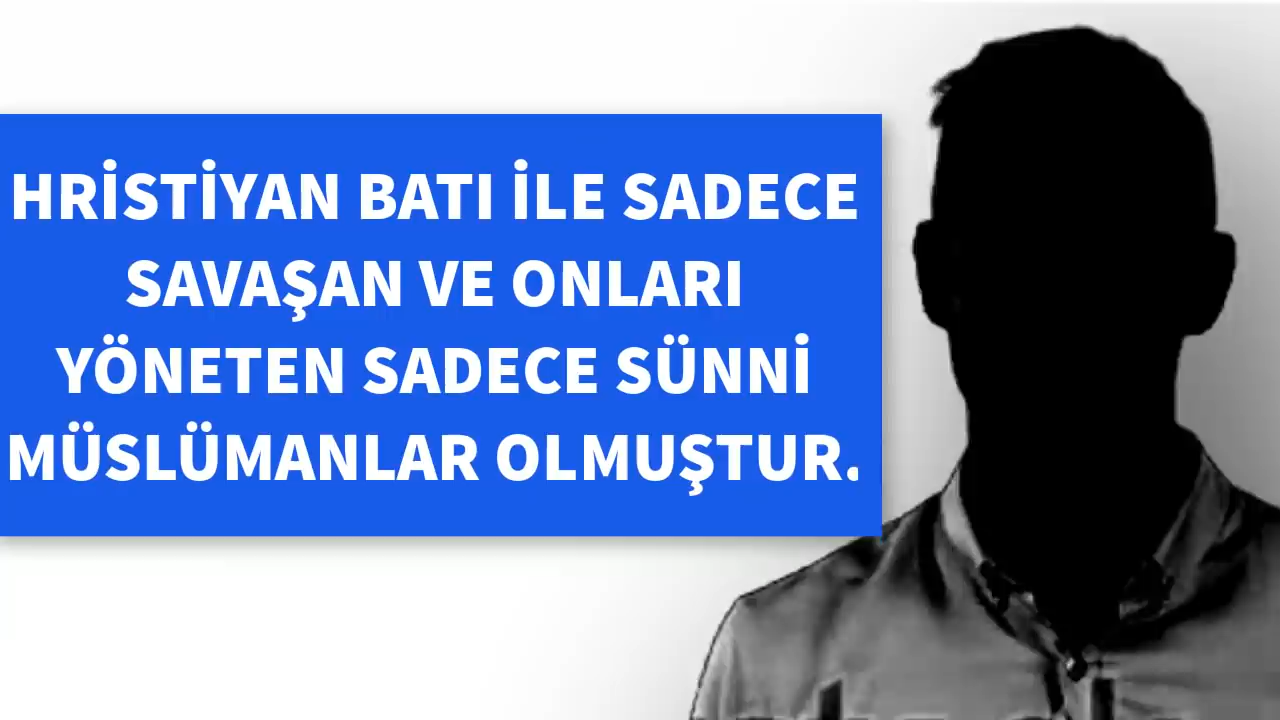 HRİSTİYAN BATI İLE SADECE
SAVAŞAN VE ONLARI
YÖNETEN SADECE SÜNNİ
MÜSLÜMANLAR OLMUŞTUR.